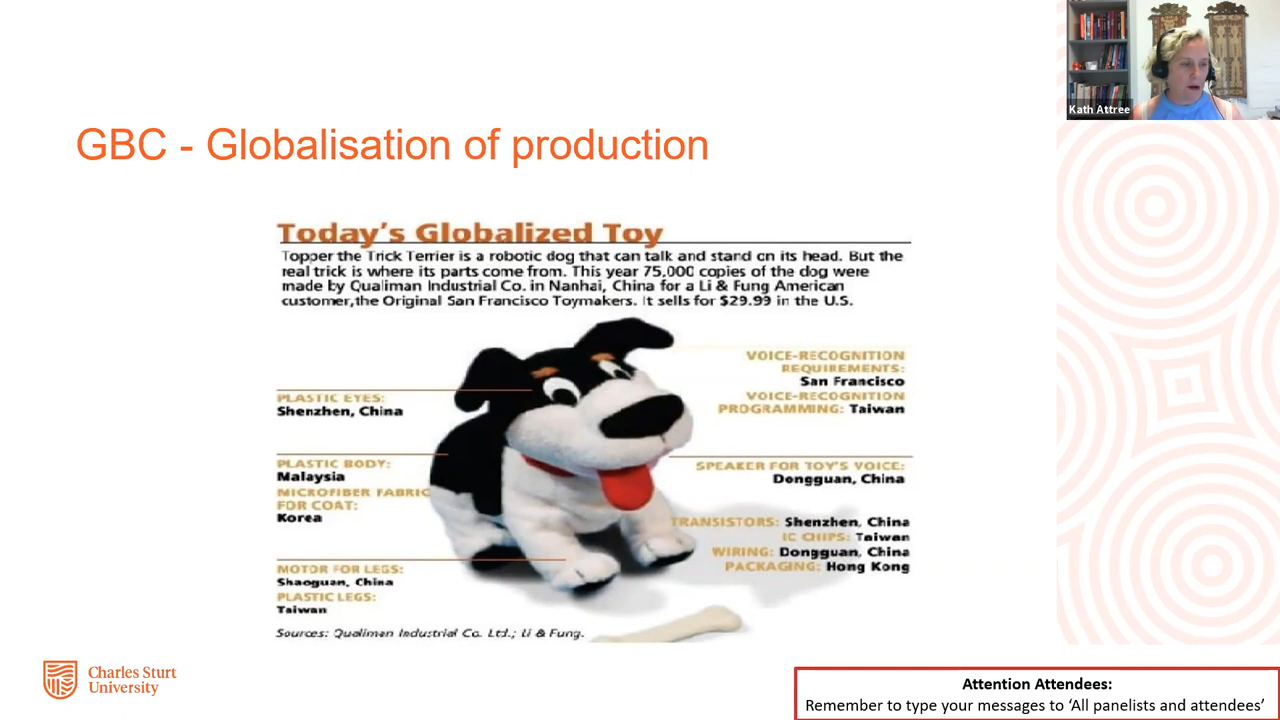 Kath Attree
GBC - Globalisation of production
Today's Globalized Toy
Topper the Trick Terrier is a robotic dog that can talk and stand on its head. But the
real trick is where its parts come from. This year 75,000 copies of the dog were
made by Qualiman Industrial Co. in Nanhai, China for a Li & Fung American
customer,the Original San Francisco Toymakers. It sells for $29.99 in the U.S.
PLASTIC EYES:
Shenzhen, China
PLASTIC BODY:
Malaysia
MICROFIBER FABRIC
FOR COAT:
Korea
MOTOR FOR LEGS:
Shaoguan, China
PLASTIC LEGS:
Taiwan
VOICE-RECOGNITION
REQUIREMENTS:
San Francisco
VOICE-RECOGNITION
PROGRAMMING: Taiwan
SPEAKER FOR TOY'S VOICE:
Dongguan, China
TRANSISTORS: Shenzhen, China
IC CHIPS: Taiwan
WIRING: Dongguan, China
PACKAGING: Hong Kong
Sources: Qualiman Industrial Co. Ltd.; Li & Fung.
Charles Sturt
University
Attention Attendees:
Remember to type your messages to ‘All panelists and attendees’